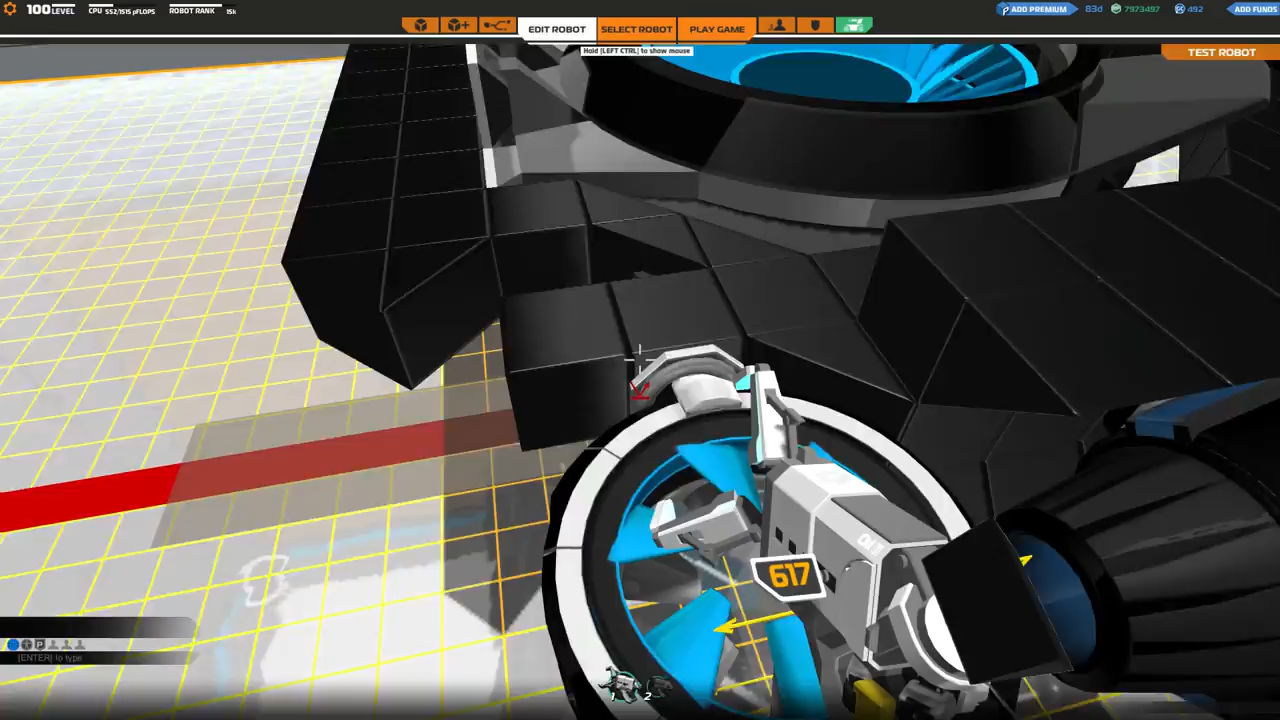 100 LEVEL
CPU 552/1515 PFLOPS
ROBOT RANK 15k
ADD PREMIUM
83d
7973497
492
ADD FUNDS
EDIT ROBOT
SELECT ROBOT
PLAY GAME
Hold [LEFT CTRL] to show mouse
TEST ROBOT
617
P
[ENTER] to type
1
2